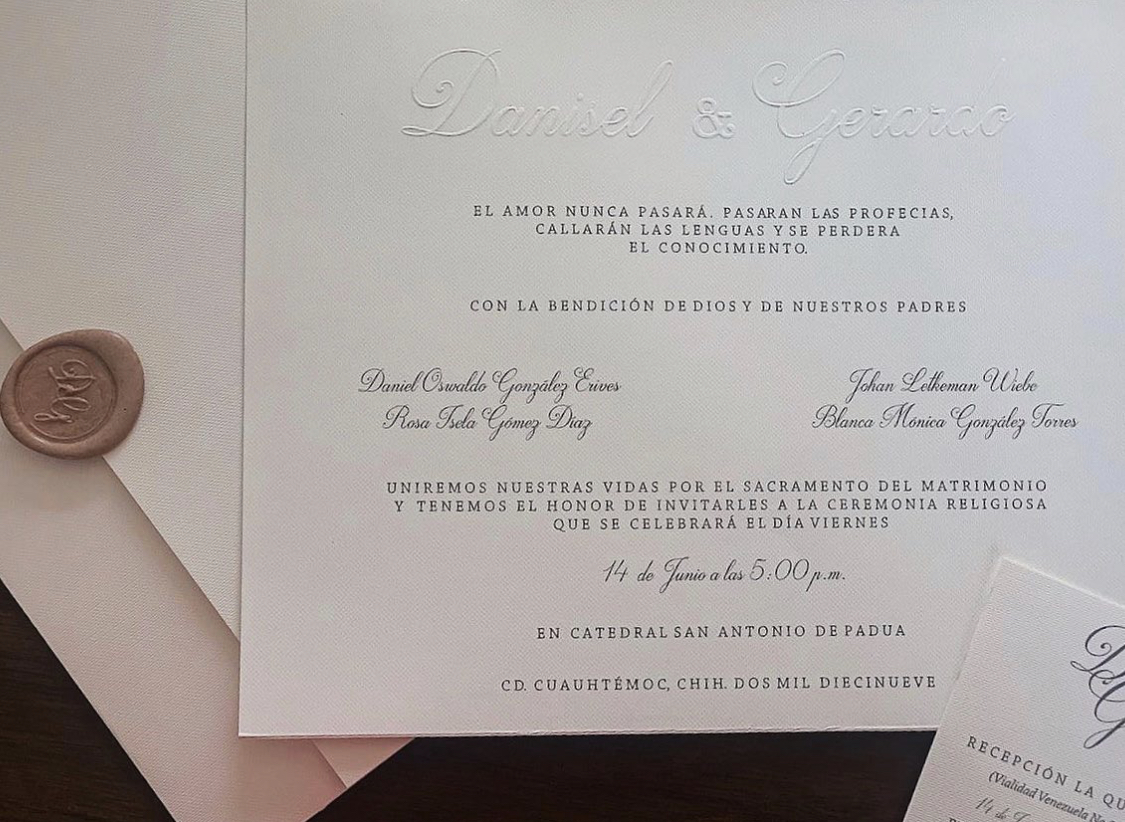 Danisel & Gerardo
EL AMOR NUNCA PASARÁ. PASARAN LAS PROFECIAS,
CALLARÁN LAS LENGUAS Y SE PERDERA
EL CONOCIMIENTO.
CON LA BENDICIÓN DE DIOS Y DE NUESTROS PADRES
Daniel Oswaldo González Erives
Rosa Isela Gómez Díaz
Johan Letkeman Wiebe
Blanca Mónica González Torres
UNIREMOS NUESTRAS VIDAS POR EL SACRAMENTO DEL MATRIMONIO
Y TENEMOS EL HONOR DE INVITARLES A LA CEREMONIA RELIGIOSA
QUE SE CELEBRARÁ EL DÍA VIERNES
14 de Junio a las 5:00 p.m.
EN CATEDRAL SAN ANTONIO DE PADUA
CD. CUAUHTÉMOC, CHIH. DOS MIL DIECINUEVE
RECEPCIÓN LA
(Vialidad Venezuela No.
14 de